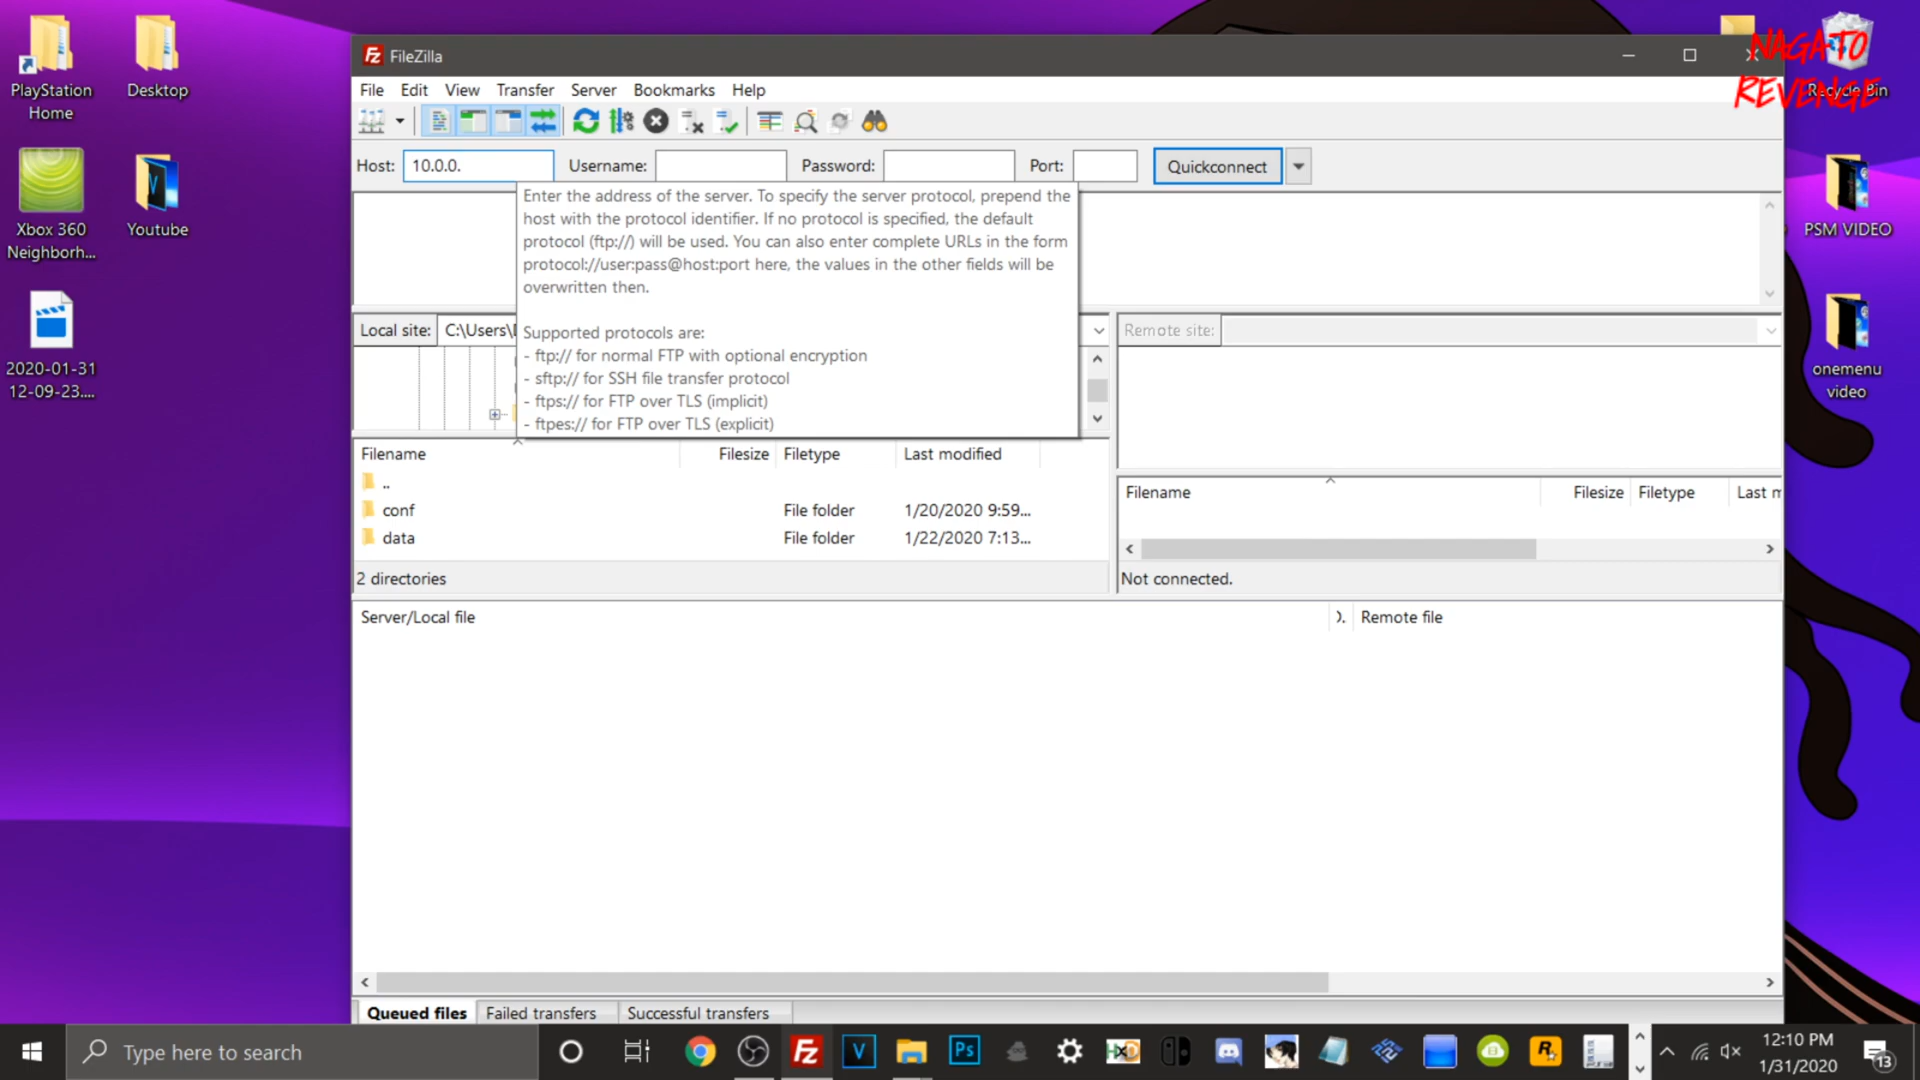 PlayStation
Home
Desktop
Xbox 360
Neighborh...
Youtube
2020-01-31
12-09-23....
FileZilla
File Edit View Transfer Server Bookmarks Help
Host: 10.0.0. Username: Password: Port: Quickconnect
Enter the address of the server. To specify the server protocol, prepend the
host with the protocol identifier. If no protocol is specified, the default
protocol (ftp://) will be used. You can also enter complete URLs in the form
protocol://user:pass@host:port here, the values in the other fields will be
overwritten then.
Supported protocols are:
- ftp:// for normal FTP with optional encryption
- sftp:// for SSH file transfer protocol
- ftps:// for FTP over TLS (implicit)
- ftpes:// for FTP over TLS (explicit)
Local site: C:\Users\
Filename Filesize Filetype Last modified
..
conf File folder 1/20/2020 9:59...
data File folder 1/22/2020 7:13...
2 directories
Remote site:
Filename Filesize Filetype Last m
Not connected.
Server/Local file ). Remote file
Queued files Failed transfers Successful transfers
NAGATO
REVENGE
Recycle Bin
PSM VIDEO
onemenu
video
Type here to search
Fz
V
Ps
HxD
R
12:10 PM
1/31/2020
13